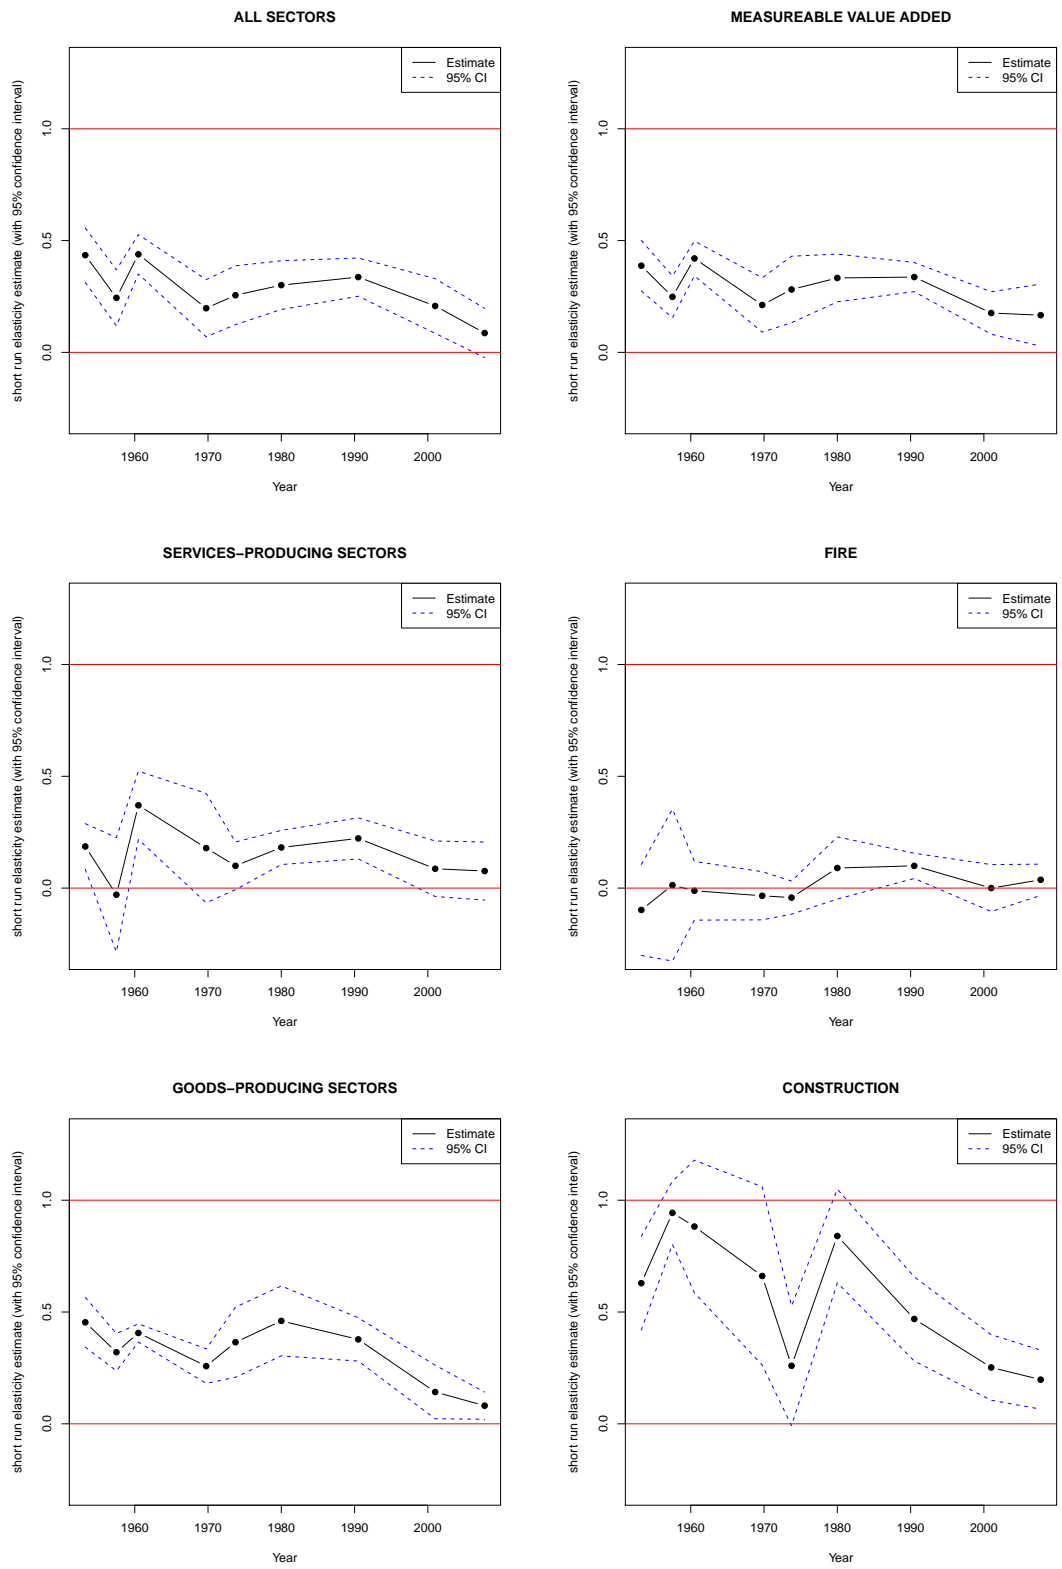 ALL SECTORS
Estimate
95% CI
short run elasticity estimate (with 95% confidence interval)
0.0
0.5
1.0
1960
1970
1980
1990
2000
Year
MEASUREABLE VALUE ADDED
Estimate
95% CI
short run elasticity estimate (with 95% confidence interval)
0.0
0.5
1.0
1960
1970
1980
1990
2000
Year
SERVICES−PRODUCING SECTORS
Estimate
95% CI
short run elasticity estimate (with 95% confidence interval)
0.0
0.5
1.0
1960
1970
1980
1990
2000
Year
FIRE
Estimate
95% CI
short run elasticity estimate (with 95% confidence interval)
0.0
0.5
1.0
1960
1970
1980
1990
2000
Year
GOODS−PRODUCING SECTORS
Estimate
95% CI
short run elasticity estimate (with 95% confidence interval)
0.0
0.5
1.0
1960
1970
1980
1990
2000
Year
CONSTRUCTION
Estimate
95% CI
short run elasticity estimate (with 95% confidence interval)
0.0
0.5
1.0
1960
1970
1980
1990
2000
Year